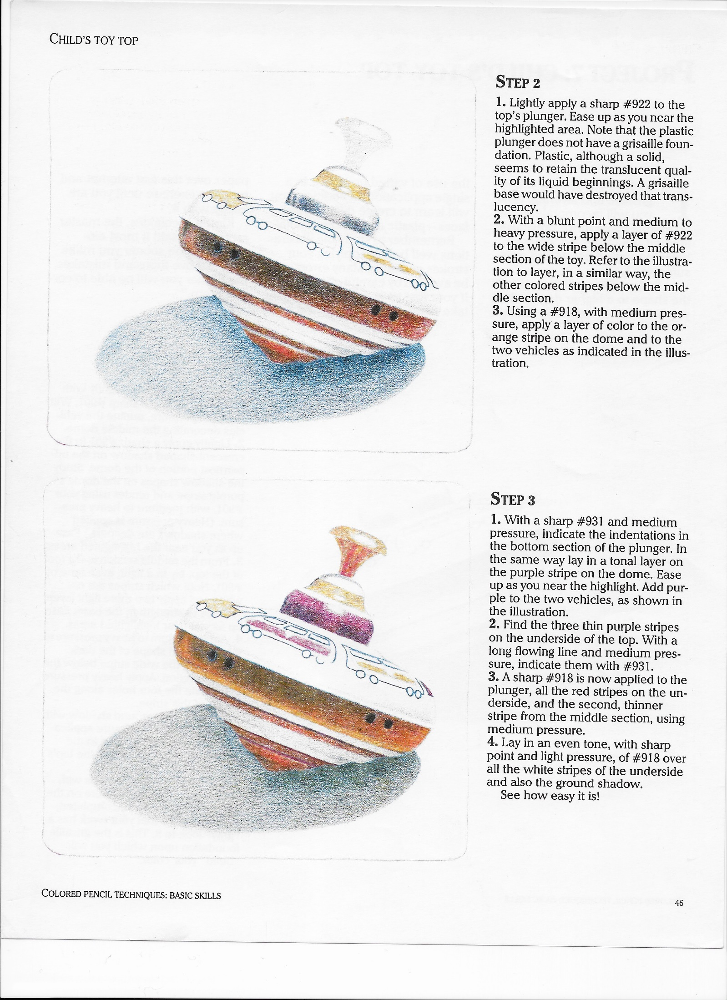 CHILD'S TOY TOP
STEP 2
1. Lightly apply a sharp #922 to the
top's plunger. Ease up as you near the
highlighted area. Note that the plastic
plunger does not have a grisaille foun-
dation. Plastic, although a solid,
seems to retain the translucent qual-
ity of its liquid beginnings. A grisaille
base would have destroyed that trans-
lucency.
2. With a blunt point and medium to
heavy pressure, apply a layer of #922
to the wide stripe below the middle
section of the toy. Refer to the illustra-
tion to layer, in a similar way, the
other colored stripes below the mid-
dle section.
3. Using a #918, with medium pres-
sure, apply a layer of color to the or-
ange stripe on the dome and to the
two vehicles as indicated in the illus-
tration.
STEP 3
1. With a sharp #931 and medium
pressure, indicate the indentations in
the bottom section of the plunger. In
the same way lay in a tonal layer on
the purple stripe on the dome. Ease
up as you near the highlight. Add pur-
ple to the two vehicles, as shown in
the illustration.
2. Find the three thin purple stripes
on the underside of the top. With a
long flowing line and medium pres-
sure, indicate them with #931.
3. A sharp #918 is now applied to the
plunger, all the red stripes on the un-
derside, and the second, thinner
stripe from the middle section, using
medium pressure.
4. Lay in an even tone, with sharp
point and light pressure, of #918 over
all the white stripes of the underside
and also the ground shadow.
See how easy it is!
COLORED PENCIL TECHNIQUES: BASIC SKILLS
46